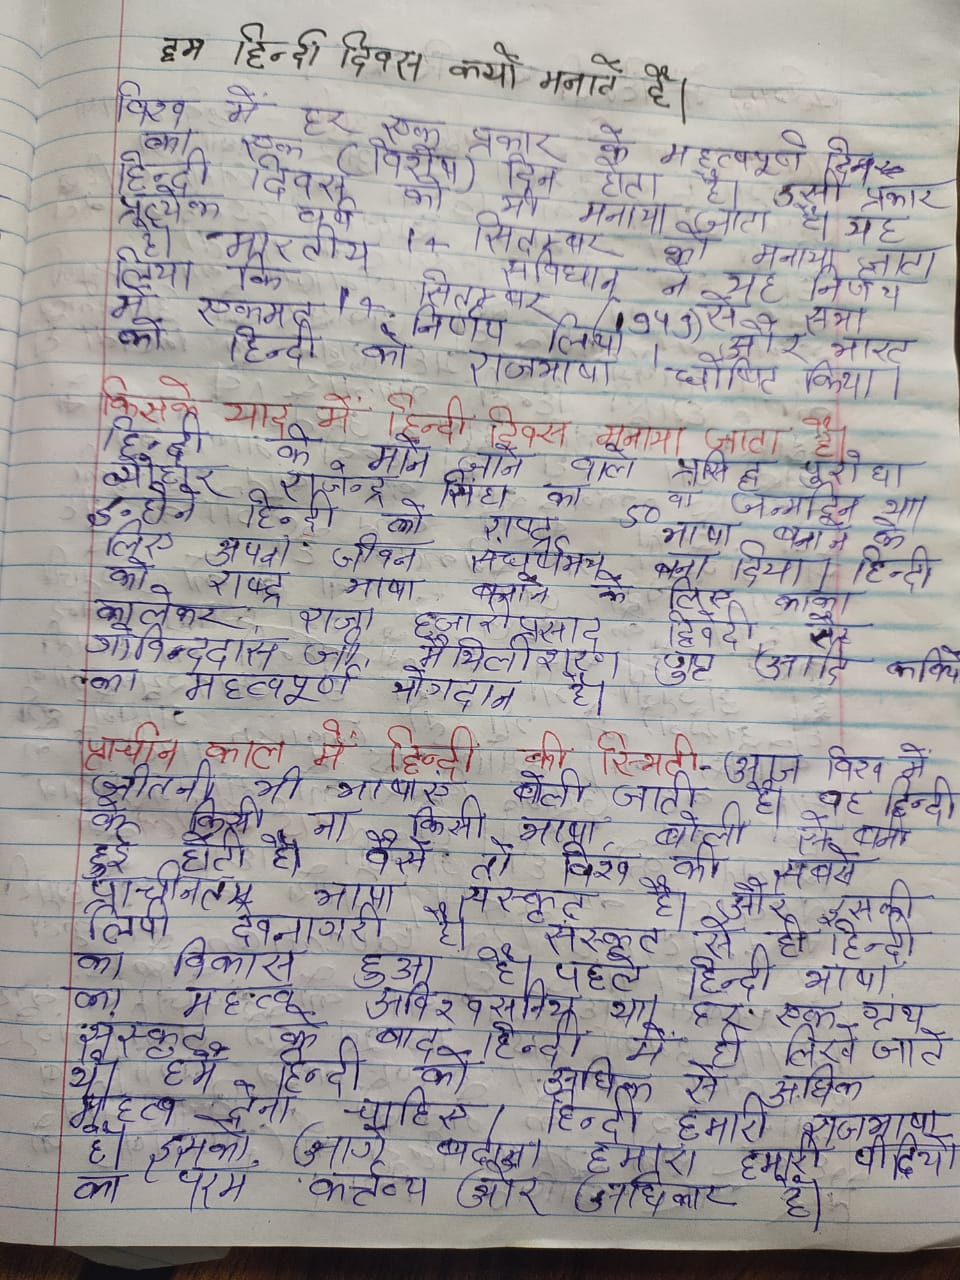 हम हिन्दी दिवस क्यों मनाते है।
विश्व में हर एक प्रकार के महत्वपूर्ण दिवस
का एक (विशेष) दिन होता है। उसी प्रकार
हिन्दी दिवस को भी मनाया जाता है। यह
प्रत्येक वर्ष 14 सितम्बर को मनाया जाता
है। भारतीय संविधान ने यह निर्णय
लिया कि 14 सितम्बर (1949) से सभा
में एकमत निर्णय लिया। और भारत
को हिन्दी को राजभाषा घोषित किया।
किसके याद में हिन्दी दिवस मनाया जाता है।
हिन्दी के माने जाने वाले प्रसिद्ध पुरोधा
व्यौहार राजेन्द्र सिंहा का 50 वा जन्मदिन था।
इन्होंने हिन्दी को राष्ट्र भाषा बनाने के
लिए अपना जीवन संघर्षमय बना दिया। हिन्दी
को राष्ट्र भाषा बनाने के लिए काका
कालेकर, राजा हजारीप्रसाद द्विवेदी, सेठ
गोविन्ददास जी, मैथिलीशरण गुप्त आदि कवियो
का महत्वपूर्ण योगदान है।
प्राचीन काल में हिन्दी की स्थिती- आज विश्व में
जीतनी भी भाषाएं बोली जाती है। वह हिन्दी
के किसी ना किसी भाषा, बोली से बनी
हुई होती है। वैसे तो विश्व की सबसे
प्राचीनतम भाषा संस्कृत है। और इसकी
लिपी देवनागरी है। संस्कृत से ही हिन्दी
का विकास हुआ है। पहले हिन्दी भाषा
का महत्व अविश्वसनिय था। हर एक ग्रंथ
संस्कृत के बाद हिन्दी में ही लिखे जाते
थे। हमे हिन्दी को अधिक से अधिक
महत्व देना चाहिए। हिन्दी हमारी राजभाषा
है। इसको आगे बढ़ाना हमारा हमारी पीढ़ियो
का परम कर्तव्य और अधिकार है।